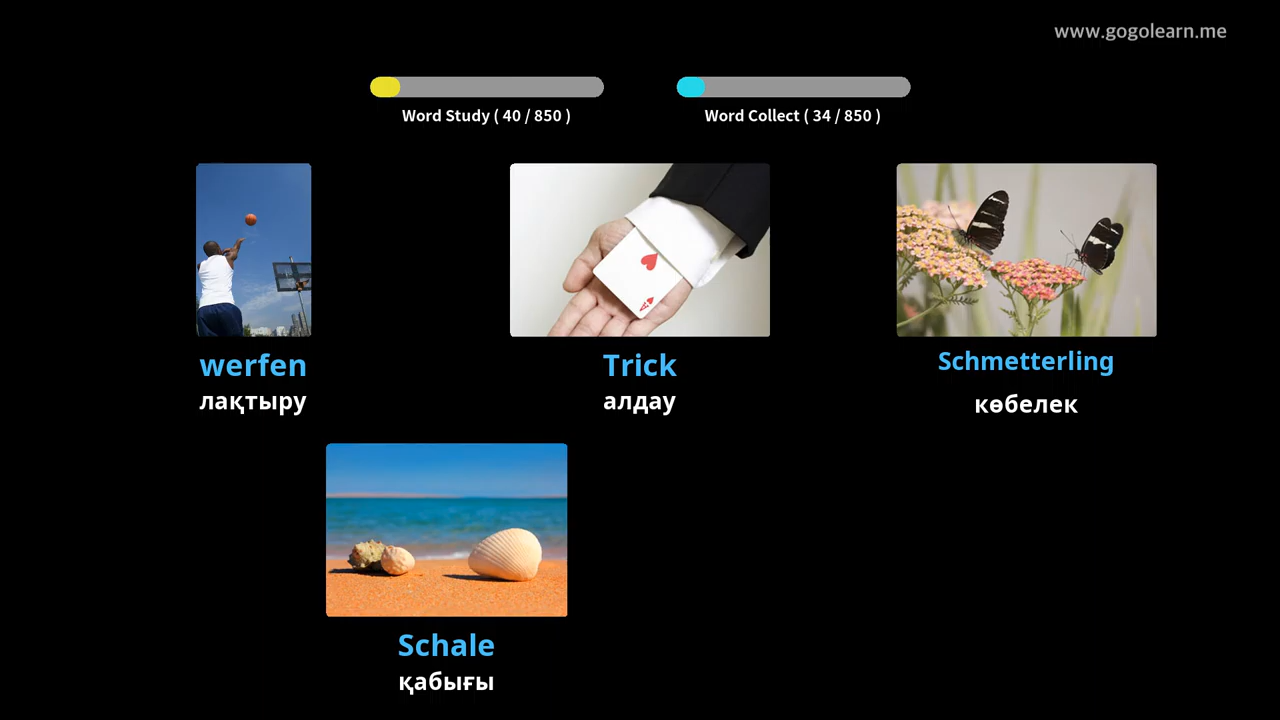 www.gogolearn.me
Word Study ( 40 / 850 )
Word Collect ( 34 / 850 )
werfen
лақтыру
Trick
алдау
Schmetterling
көбелек
Schale
қабығы